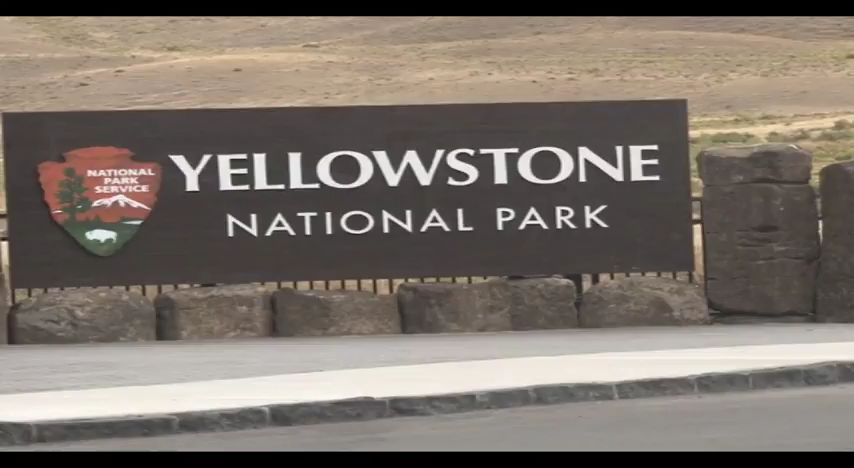 NATIONAL
PARK
SERVICE
YELLOWSTONE
NATIONAL PARK